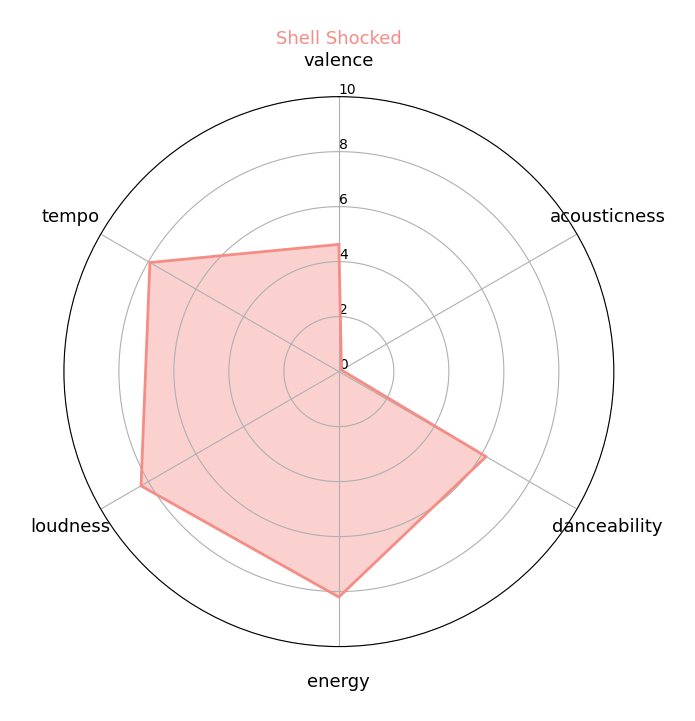 Shell Shocked
valence
10
8
tempo
acousticness
6
4
2
0
loudness
danceability
energy